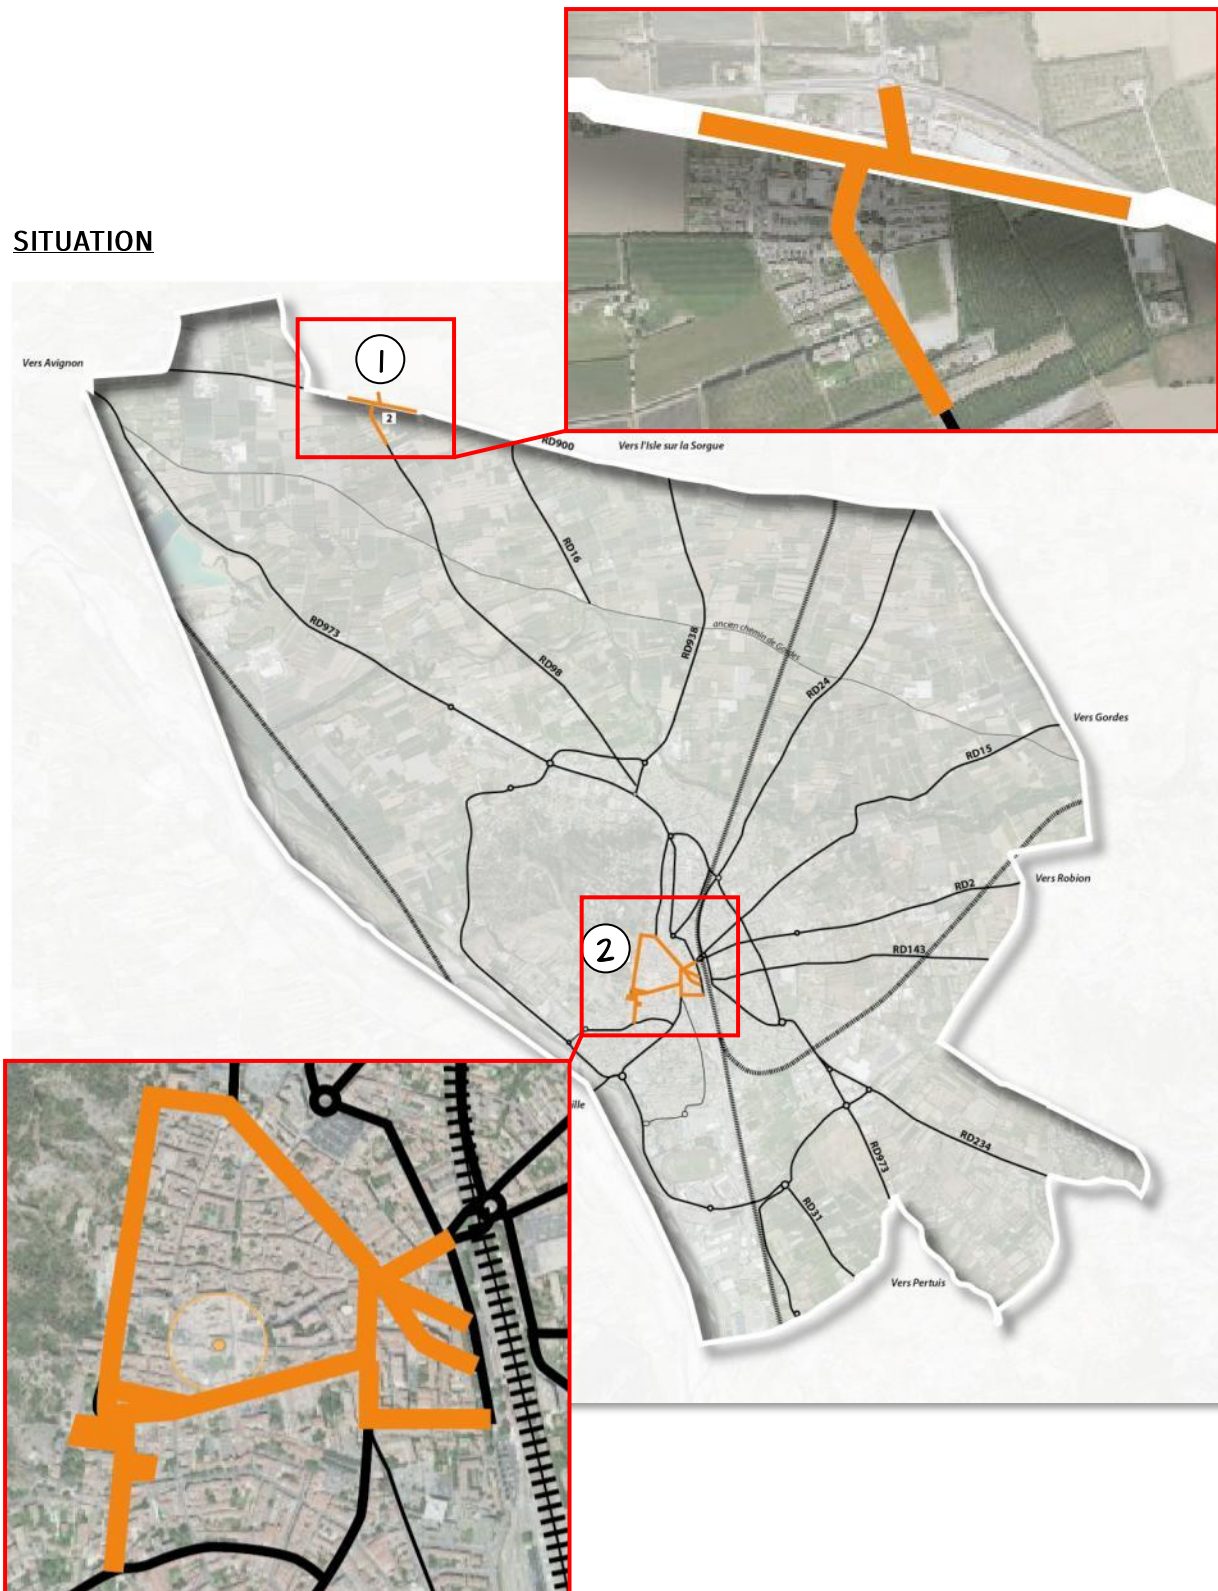 SITUATION
1
Vers Avignon
2
RD900
Vers l'Isle sur la Sorgue
RD16
RD973
RD98
RD938
ancien chemin de Gordes
RD24
Vers Gordes
RD15
Vers Robion
RD2
2
RD143
ille
RD234
RD973
RD31
Vers Pertuis